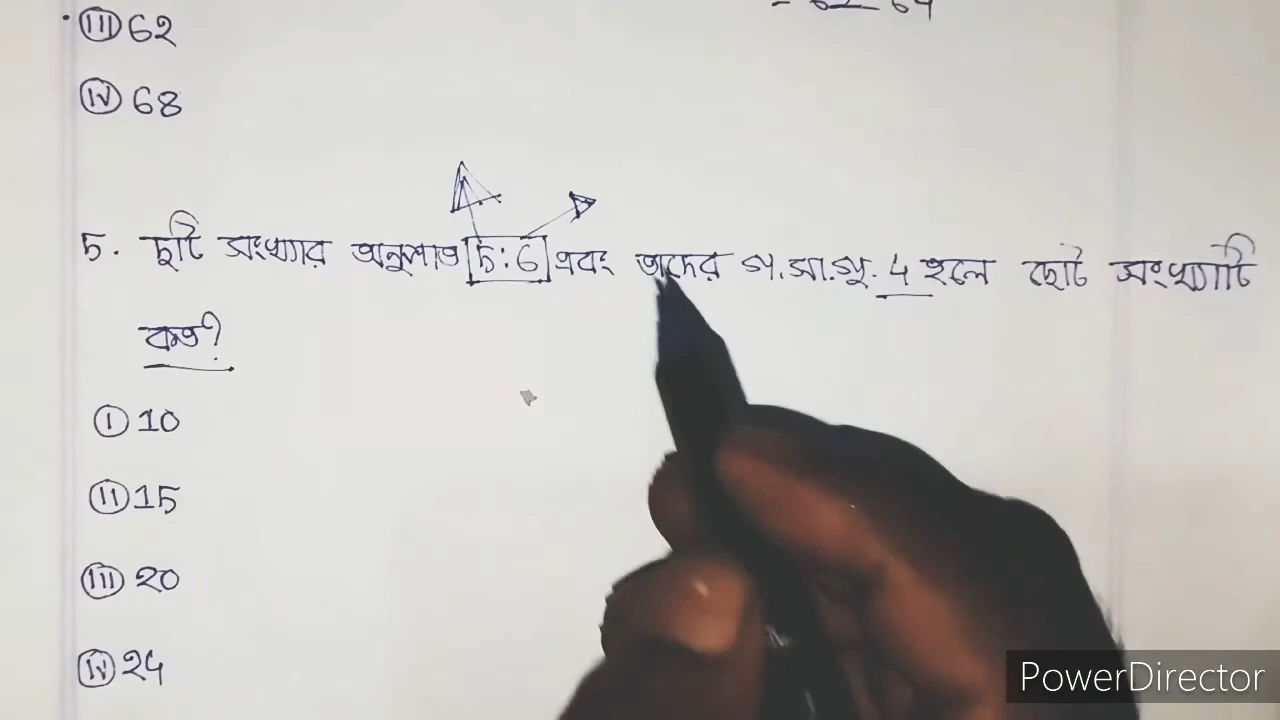 (III) 62
(IV) 68
5. দুটি সংখ্যার অনুপাত 5:6 এবং তাদের গ.সা.গু. 4 হলে ছোট সংখ্যাটি
কত?
(I) 10
(II) 15
(III) 20
(IV) 24
PowerDirector